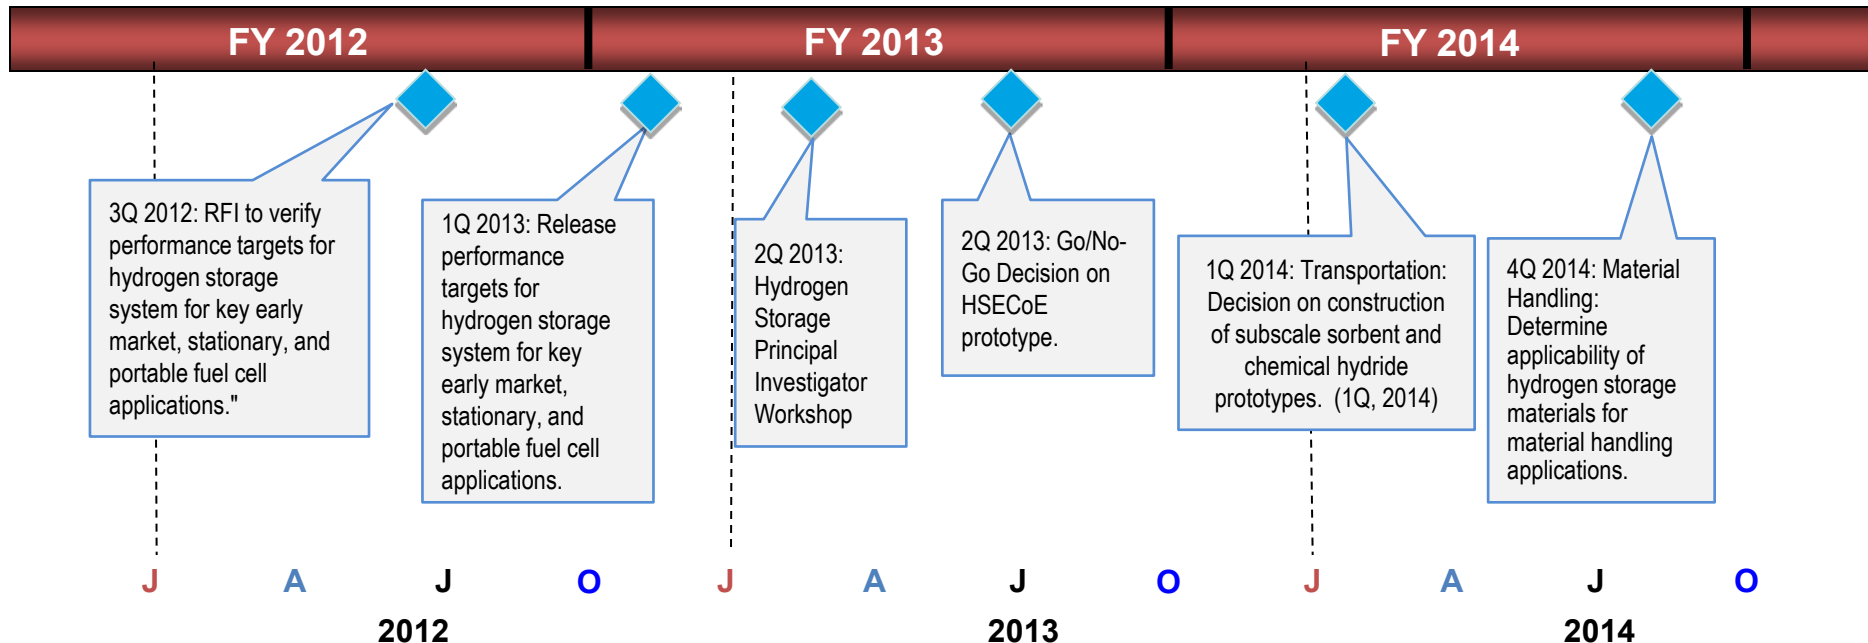 FY 2012
FY 2013
FY 2014
3Q 2012: RFI to verify
performance targets for
hydrogen storage
system for key early
market, stationary, and
portable fuel cell
applications."
1Q 2013: Release
performance
targets for
hydrogen storage
system for key
early market,
stationary, and
portable fuel cell
applications.
2Q 2013:
Hydrogen
Storage
Principal
Investigator
Workshop
2Q 2013: Go/No-
Go Decision on
HSECoE
prototype.
1Q 2014: Transportation:
Decision on construction
of subscale sorbent and
chemical hydride
prototypes. (1Q, 2014)
4Q 2014: Material
Handling:
Determine
applicability of
hydrogen storage
materials for
material handling
applications.
J A J O J A J O J A J O
2012 2013 2014